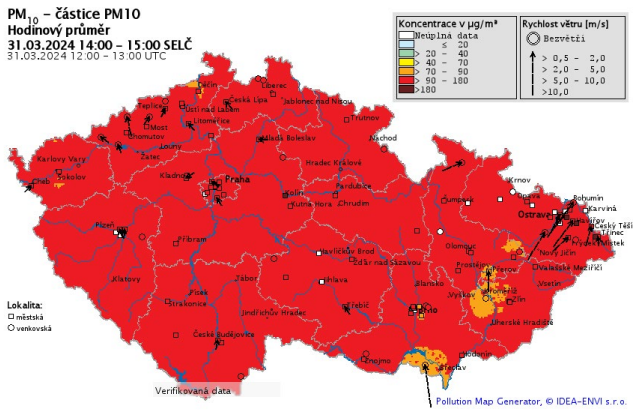 PM10 – částice PM10
Hodinový průměr
31.03.2024 14:00 – 15:00 SELČ
31.03.2024 12:00 – 13:00 UTC
Koncentrace v µg/m³
Neúplná data
≤ 20
> 20 - 40
> 40 - 70
> 70 - 90
> 90 - 180
>180
Rychlost větru [m/s]
Bezvětří
> 0,5 - 2,0
> 2,0 - 5,0
> 5,0 - 10,0
>10,0
Děčín
Liberec
Teplice
Ústí nad Labem
Česká Lípa
Jablonec nad Nisou
Most
Litoměřice
Trutnov
Chomutov
Louny
Mladá Boleslav
Náchod
Žatec
Karlovy Vary
Hradec Králové
Sokolov
Kladno
Praha
Cheb
Krnov
Pardubice
Kolín
Šumperk
Opava
Bohumín
Kutná Hora
Chrudim
Karviná
Ostrava
Havířov
Plzeň
Český Těšín
Třinec
Příbram
Frýdek-Místek
Olomouc
Nový Jičín
Havlíčkův Brod
Žďár nad Sázavou
Prostějov
Přerov
Valašské Meziříčí
Klatovy
Tábor
Jihlava
Blansko
Vsetín
Písek
Vyškov
Kroměříž
Zlín
Strakonice
Jindřichův Hradec
Třebíč
Brno
Uherské Hradiště
České Budějovice
Znojmo
Hodonín
Břeclav
Lokalita:
městská
venkovská
Verifikovaná data
Pollution Map Generator, © IDEA-ENVI s.r.o.